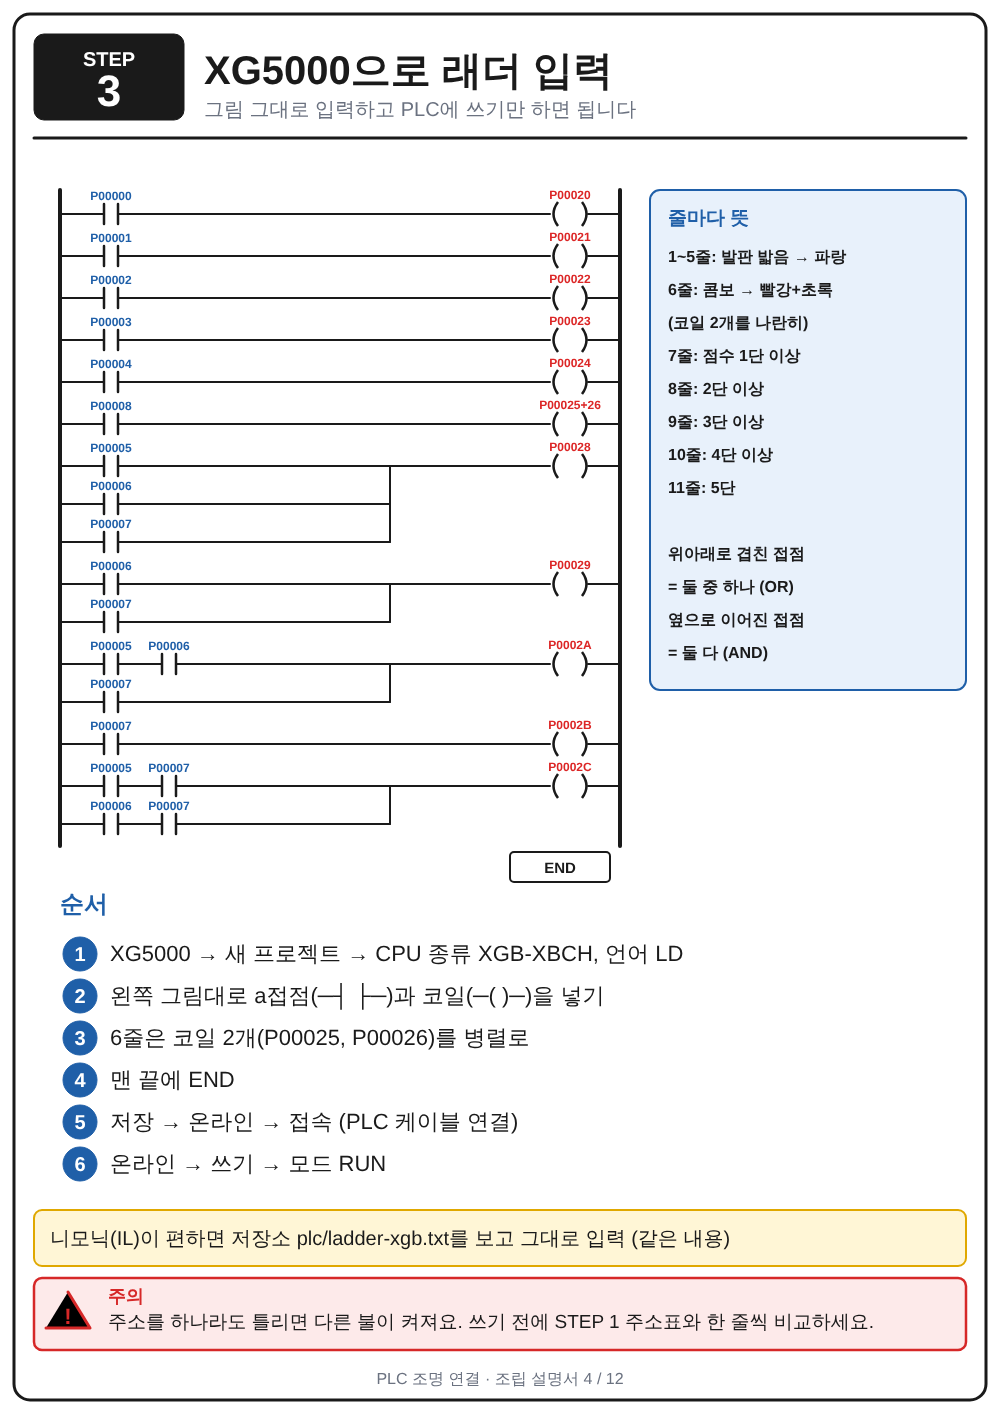 STEP
3
XG5000으로 래더 입력
그림 그대로 입력하고 PLC에 쓰기만 하면 됩니다
P00000 P00020
P00001 P00021
P00002 P00022
P00003 P00023
P00004 P00024
P00008 P00025+26
P00005 P00028
P00006
P00007
P00006 P00029
P00007
P00005 P00006 P0002A
P00007
P00007 P0002B
P00005 P00007 P0002C
P00006 P00007
END
줄마다 뜻
1~5줄: 발판 밟음 → 파랑
6줄: 콤보 → 빨강+초록
(코일 2개를 나란히)
7줄: 점수 1단 이상
8줄: 2단 이상
9줄: 3단 이상
10줄: 4단 이상
11줄: 5단
위아래로 겹친 접점
= 둘 중 하나 (OR)
옆으로 이어진 접점
= 둘 다 (AND)
순서
1 XG5000 → 새 프로젝트 → CPU 종류 XGB-XBCH, 언어 LD
2 왼쪽 그림대로 a접점(─┤ ├─)과 코일(─( )─)을 넣기
3 6줄은 코일 2개(P00025, P00026)를 병렬로
4 맨 끝에 END
5 저장 → 온라인 → 접속 (PLC 케이블 연결)
6 온라인 → 쓰기 → 모드 RUN
니모닉(IL)이 편하면 저장소 plc/ladder-xgb.txt를 보고 그대로 입력 (같은 내용)
!
주의
주소를 하나라도 틀리면 다른 불이 켜져요. 쓰기 전에 STEP 1 주소표와 한 줄씩 비교하세요.
PLC 조명 연결 · 조립 설명서 4 / 12